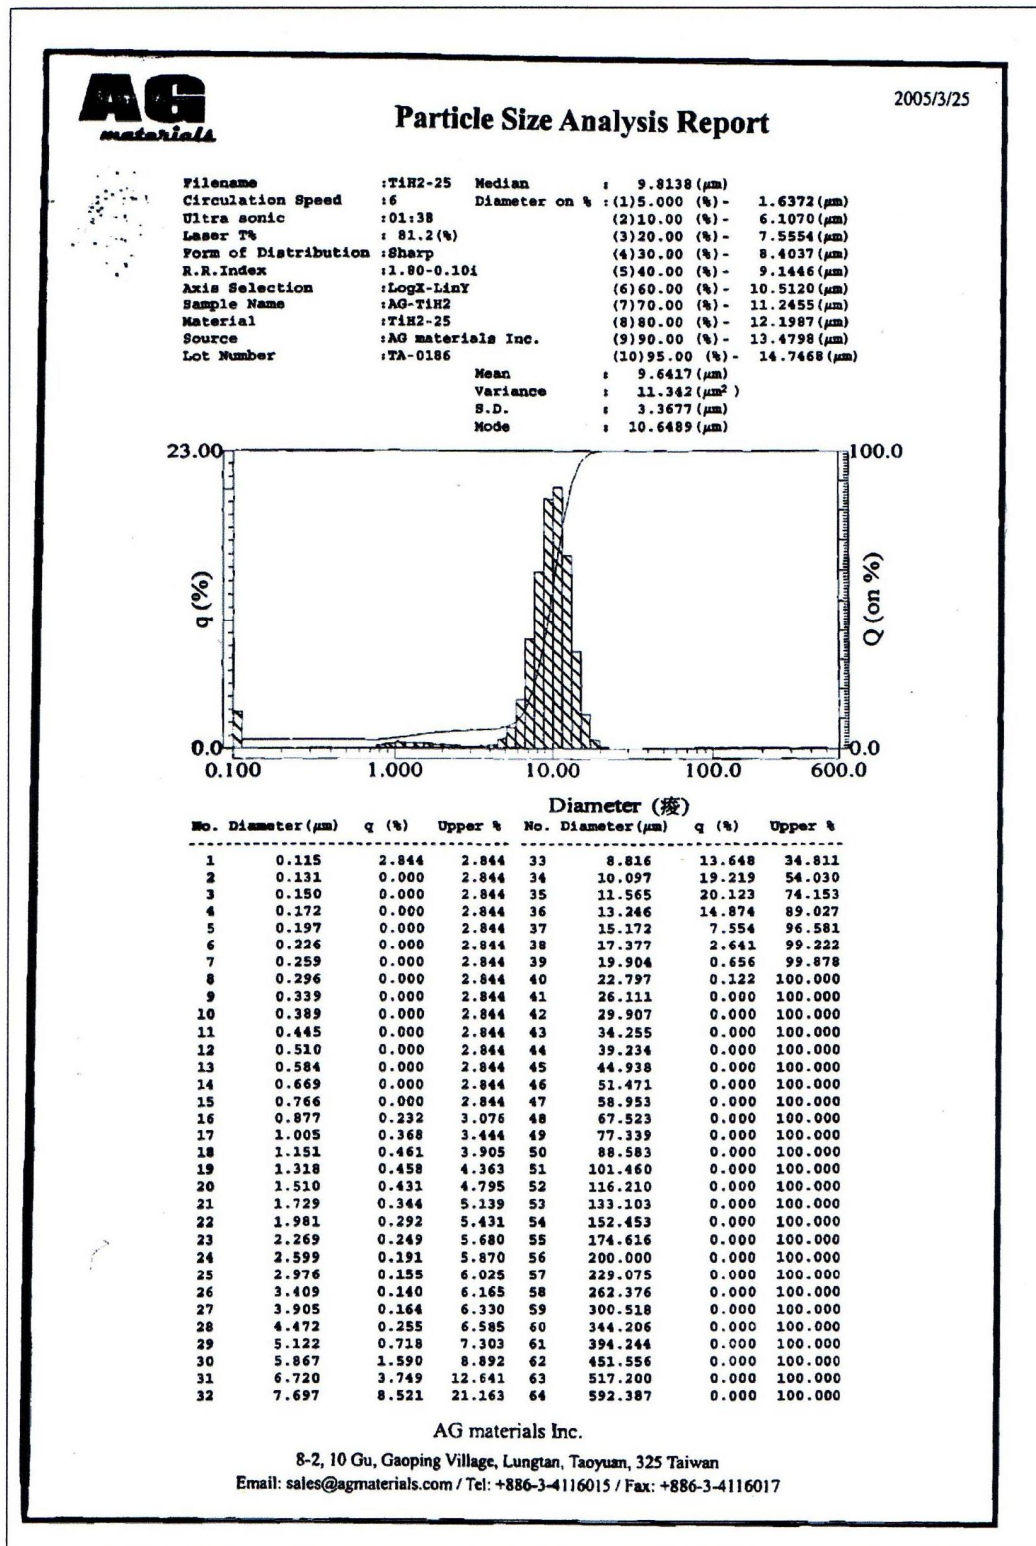 AG
materials
2005/3/25
Particle Size Analysis Report
Filename :TiH2-25 Median : 9.8138(μm)
Circulation Speed :6 Diameter on % :(1)5.000 (%)- 1.6372(μm)
Ultra sonic :01:38 (2)10.00 (%)- 6.1070(μm)
Laser T% : 81.2(%) (3)20.00 (%)- 7.5554(μm)
Form of Distribution :Sharp (4)30.00 (%)- 8.4037(μm)
R.R.Index :1.80-0.10i (5)40.00 (%)- 9.1446(μm)
Axis Selection :LogX-LinY (6)60.00 (%)- 10.5120(μm)
Sample Name :AG-TiH2 (7)70.00 (%)- 11.2455(μm)
Material :TiH2-25 (8)80.00 (%)- 12.1987(μm)
Source :AG materials Inc. (9)90.00 (%)- 13.4798(μm)
Lot Number :TA-0186 (10)95.00 (%)- 14.7468(μm)
Mean : 9.6417(μm)
Variance : 11.342(μm² )
S.D. : 3.3677(μm)
Mode : 10.6489(μm)
23.00 100.0
q (%) Q (on %)
0.0 0.0
0.100 1.000 10.00 100.0 600.0
Diameter (痿)
No. Diameter(μm) q (%) Upper % No. Diameter(μm) q (%) Upper %
1 0.115 2.844 2.844 33 8.816 13.648 34.811
2 0.131 0.000 2.844 34 10.097 19.219 54.030
3 0.150 0.000 2.844 35 11.565 20.123 74.153
4 0.172 0.000 2.844 36 13.246 14.874 89.027
5 0.197 0.000 2.844 37 15.172 7.554 96.581
6 0.226 0.000 2.844 38 17.377 2.641 99.222
7 0.259 0.000 2.844 39 19.904 0.656 99.878
8 0.296 0.000 2.844 40 22.797 0.122 100.000
9 0.339 0.000 2.844 41 26.111 0.000 100.000
10 0.389 0.000 2.844 42 29.907 0.000 100.000
11 0.445 0.000 2.844 43 34.255 0.000 100.000
12 0.510 0.000 2.844 44 39.234 0.000 100.000
13 0.584 0.000 2.844 45 44.938 0.000 100.000
14 0.669 0.000 2.844 46 51.471 0.000 100.000
15 0.766 0.000 2.844 47 58.953 0.000 100.000
16 0.877 0.232 3.076 48 67.523 0.000 100.000
17 1.005 0.368 3.444 49 77.339 0.000 100.000
18 1.151 0.461 3.905 50 88.583 0.000 100.000
19 1.318 0.458 4.363 51 101.460 0.000 100.000
20 1.510 0.431 4.795 52 116.210 0.000 100.000
21 1.729 0.344 5.139 53 133.103 0.000 100.000
22 1.981 0.292 5.431 54 152.453 0.000 100.000
23 2.269 0.249 5.680 55 174.616 0.000 100.000
24 2.599 0.191 5.870 56 200.000 0.000 100.000
25 2.976 0.155 6.025 57 229.075 0.000 100.000
26 3.409 0.140 6.165 58 262.376 0.000 100.000
27 3.905 0.164 6.330 59 300.518 0.000 100.000
28 4.472 0.255 6.585 60 344.206 0.000 100.000
29 5.122 0.718 7.303 61 394.244 0.000 100.000
30 5.867 1.590 8.892 62 451.556 0.000 100.000
31 6.720 3.749 12.641 63 517.200 0.000 100.000
32 7.697 8.521 21.163 64 592.387 0.000 100.000
AG materials Inc.
8-2, 10 Gu, Gaoping Village, Lungtan, Taoyuan, 325 Taiwan
Email: sales@agmaterials.com / Tel: +886-3-4116015 / Fax: +886-3-4116017